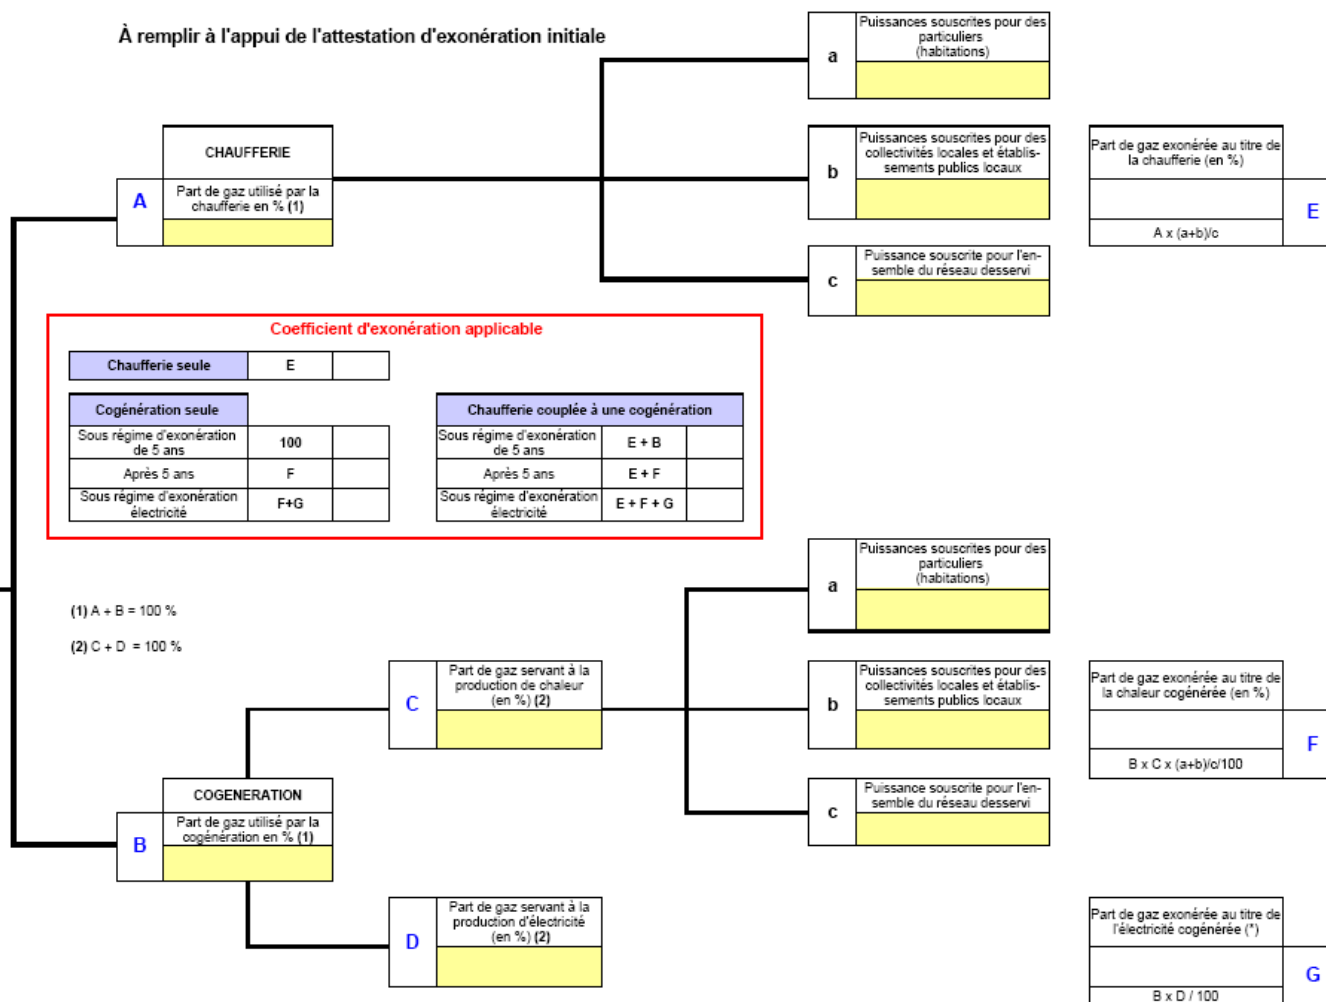 À remplir à l'appui de l'attestation d'exonération initiale
a
Puissances souscrites pour des
particuliers
(habitations)
CHAUFFERIE
A
Part de gaz utilisé par la
chaufferie en % (1)
b
Puissances souscrites pour des
collectivités locales et établis-
sements publics locaux
Part de gaz exonérée au titre de
la chaufferie (en %)
E
A x (a+b)/c
c
Puissance souscrite pour l'en-
semble du réseau desservi
Coefficient d'exonération applicable
Chaufferie seule
E
Cogénération seule
Sous régime d'exonération
de 5 ans
100
Après 5 ans
F
Sous régime d'exonération
électricité
F+G
Chaufferie couplée à une cogénération
Sous régime d'exonération
de 5 ans
E + B
Après 5 ans
E + F
Sous régime d'exonération
électricité
E + F + G
(1) A + B = 100 %
(2) C + D = 100 %
a
Puissances souscrites pour des
particuliers
(habitations)
C
Part de gaz servant à la
production de chaleur
(en %) (2)
b
Puissances souscrites pour des
collectivités locales et établis-
sements publics locaux
Part de gaz exonérée au titre de
la chaleur cogénérée (en %)
F
B x C x (a+b)/c/100
COGENERATION
B
Part de gaz utilisé par la
cogénération en % (1)
c
Puissance souscrite pour l'en-
semble du réseau desservi
D
Part de gaz servant à la
production d'électricité
(en %) (2)
Part de gaz exonérée au titre de
l'électricité cogénérée (*)
G
B x D / 100